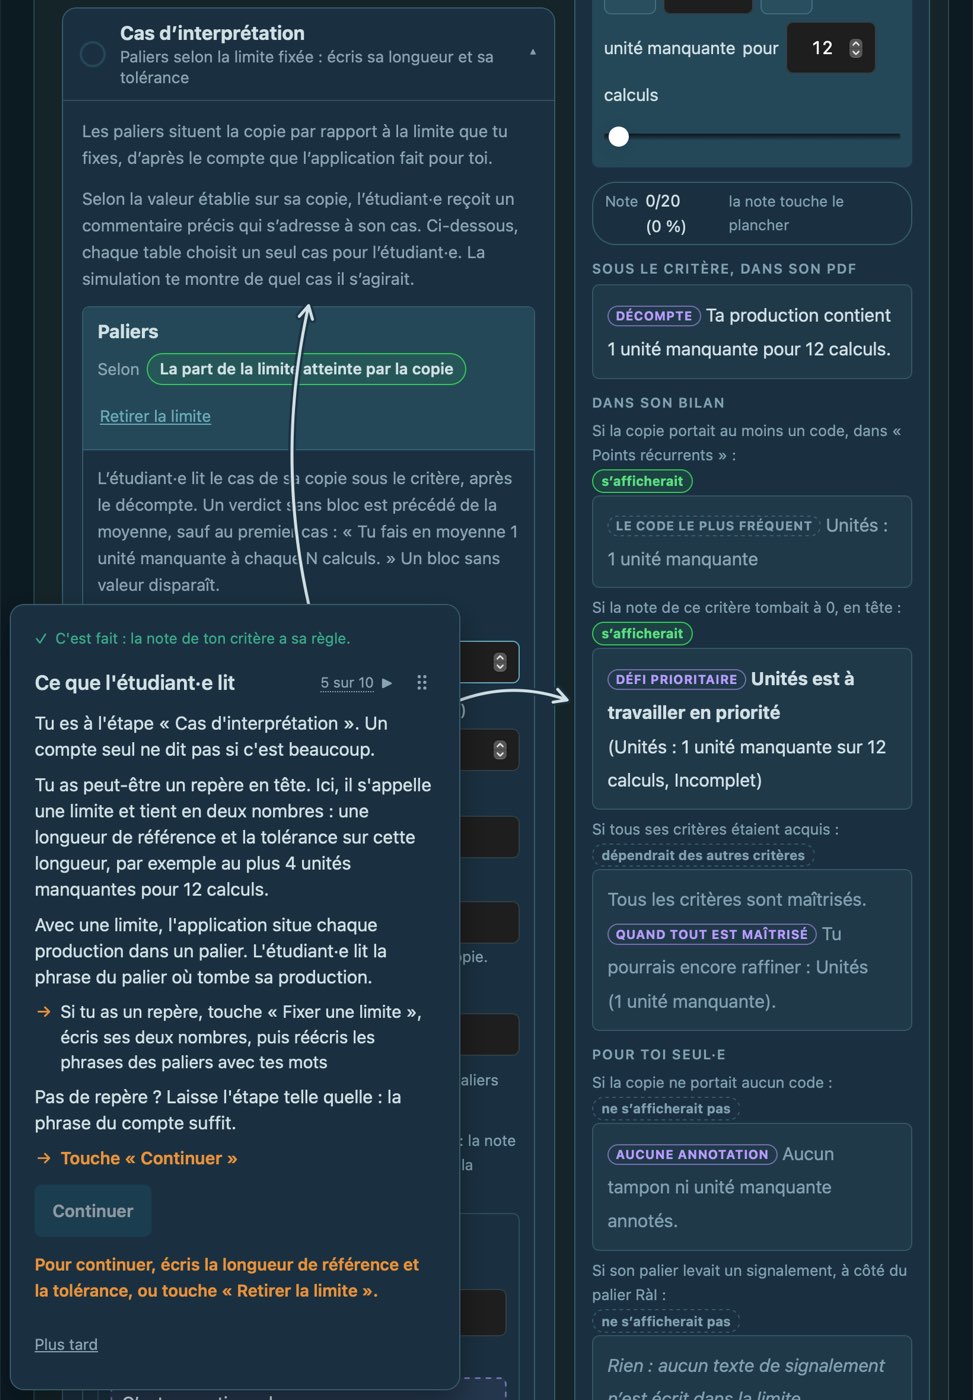 Cas d’interprétation
Paliers selon la limite fixée : écris sa longueur et sa
tolérance
Les paliers situent la copie par rapport à la limite que tu
fixes, d’après le compte que l’application fait pour toi.
Selon la valeur établie sur sa copie, l’étudiant·e reçoit un
commentaire précis qui s’adresse à son cas. Ci-dessous,
chaque table choisit un seul cas pour l’étudiant·e. La
simulation te montre de quel cas il s’agirait.
Paliers
Selon La part de la limite atteinte par la copie
Retirer la limite
L’étudiant·e lit le cas de sa copie sous le critère, après
le décompte. Un verdict sans bloc est précédé de la
moyenne, sauf au premier cas : « Tu fais en moyenne 1
unité manquante à chaque N calculs. » Un bloc sans
valeur disparaît.
)
pie.
aliers
: la note
la
✓ C'est fait : la note de ton critère a sa règle.
Ce que l'étudiant·e lit
5 sur 10
Tu es à l'étape « Cas d'interprétation ». Un
compte seul ne dit pas si c'est beaucoup.
Tu as peut-être un repère en tête. Ici, il s'appelle
une limite et tient en deux nombres : une
longueur de référence et la tolérance sur cette
longueur, par exemple au plus 4 unités
manquantes pour 12 calculs.
Avec une limite, l'application situe chaque
production dans un palier. L'étudiant·e lit la
phrase du palier où tombe sa production.
→ Si tu as un repère, touche « Fixer une limite »,
écris ses deux nombres, puis réécris les
phrases des paliers avec tes mots
Pas de repère ? Laisse l'étape telle quelle : la
phrase du compte suffit.
→ Touche « Continuer »
Continuer
Pour continuer, écris la longueur de référence et
la tolérance, ou touche « Retirer la limite ».
Plus tard
unité manquante pour 12
calculs
Note 0/20 (0 %) la note touche le plancher
SOUS LE CRITÈRE, DANS SON PDF
DÉCOMPTE Ta production contient
1 unité manquante pour 12 calculs.
DANS SON BILAN
Si la copie portait au moins un code, dans «
Points récurrents » :
s’afficherait
LE CODE LE PLUS FRÉQUENT Unités :
1 unité manquante
Si la note de ce critère tombait à 0, en tête :
s’afficherait
DÉFI PRIORITAIRE Unités est à
travailler en priorité
(Unités : 1 unité manquante sur 12
calculs, Incomplet)
Si tous ses critères étaient acquis :
dépendrait des autres critères
Tous les critères sont maîtrisés.
QUAND TOUT EST MAÎTRISÉ Tu
pourrais encore raffiner : Unités
(1 unité manquante).
POUR TOI SEUL·E
Si la copie ne portait aucun code :
ne s’afficherait pas
AUCUNE ANNOTATION Aucun
tampon ni unité manquante
annotés.
Si son palier levait un signalement, à côté du
palier Ràl :
ne s’afficherait pas
Rien : aucun texte de signalement
n’est écrit dans la limite